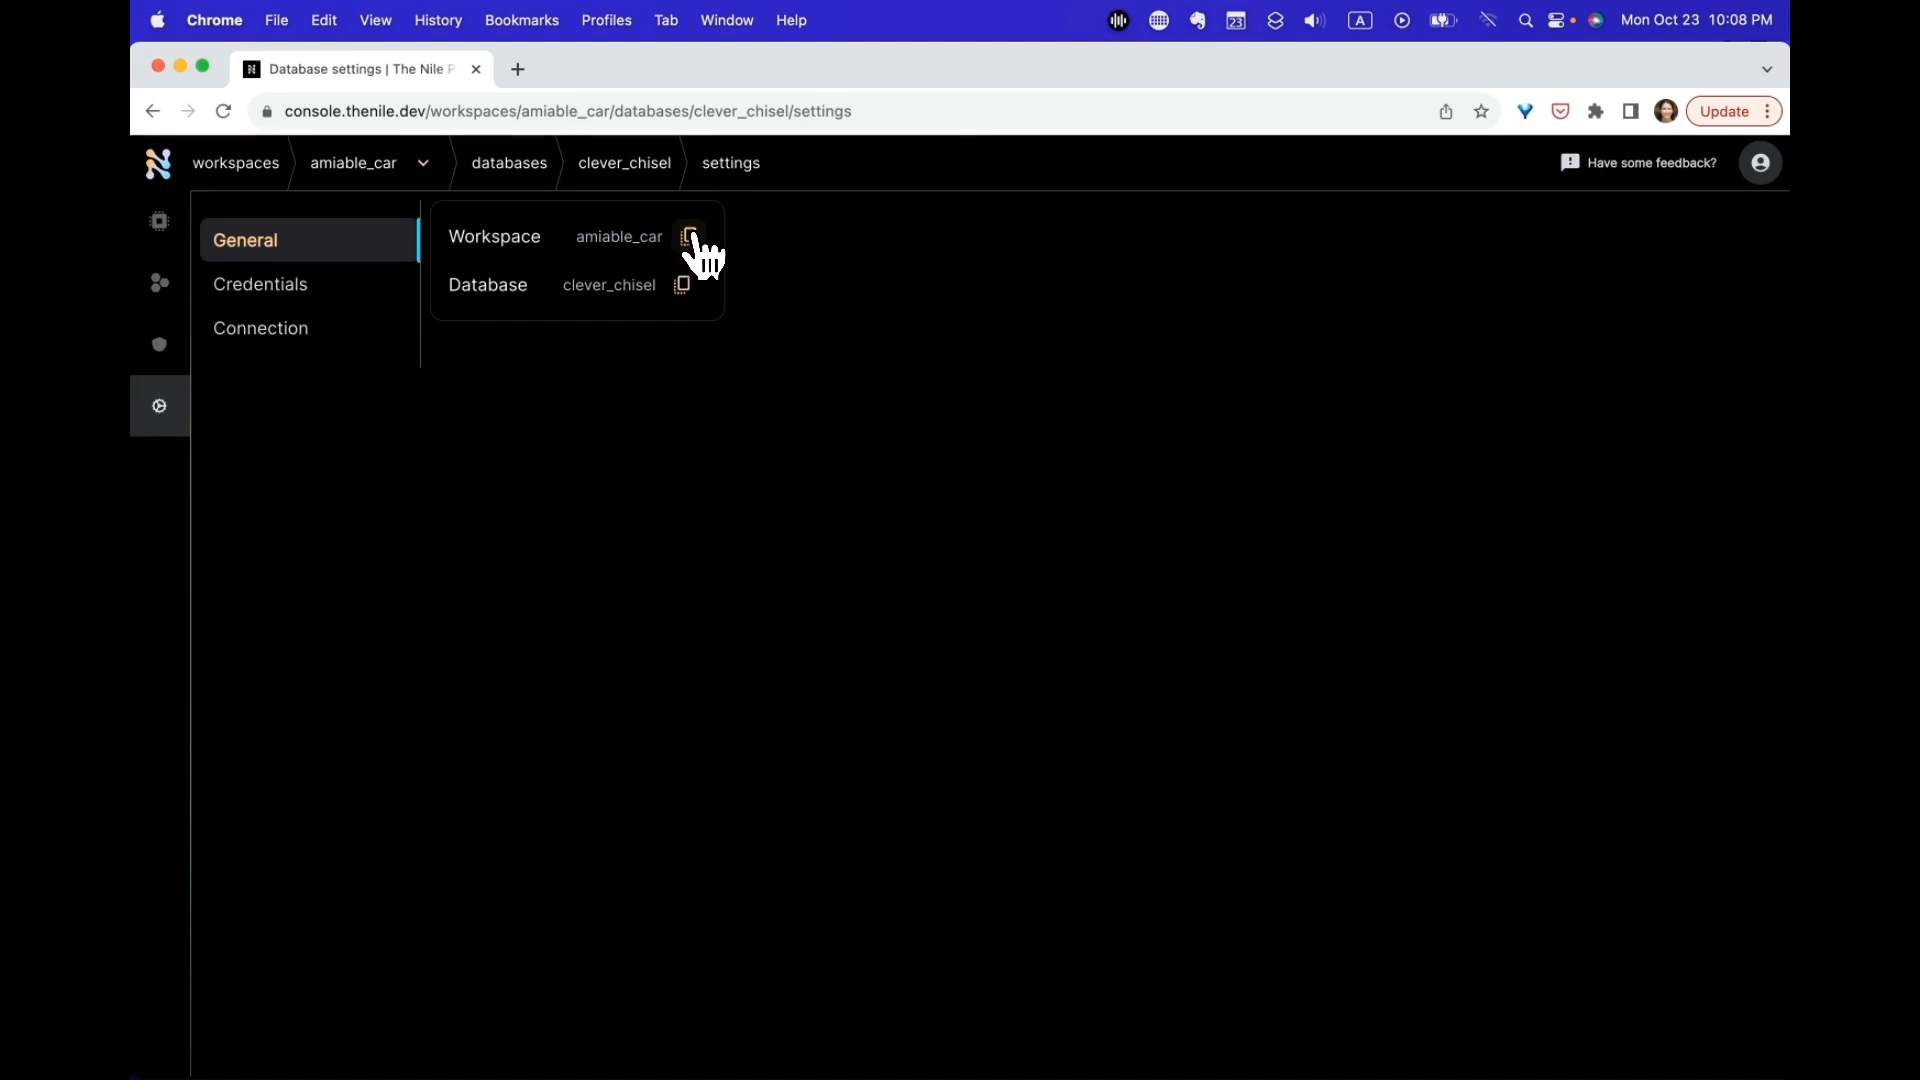 Chrome File Edit View History Bookmarks Profiles Tab Window Help 23 A Mon Oct 23 10:08 PM
Database settings | The Nile P
console.thenile.dev/workspaces/amiable_car/databases/clever_chisel/settings Update
workspaces amiable_car databases clever_chisel settings Have some feedback?
General
Credentials
Connection
Workspace amiable_car
Database clever_chisel